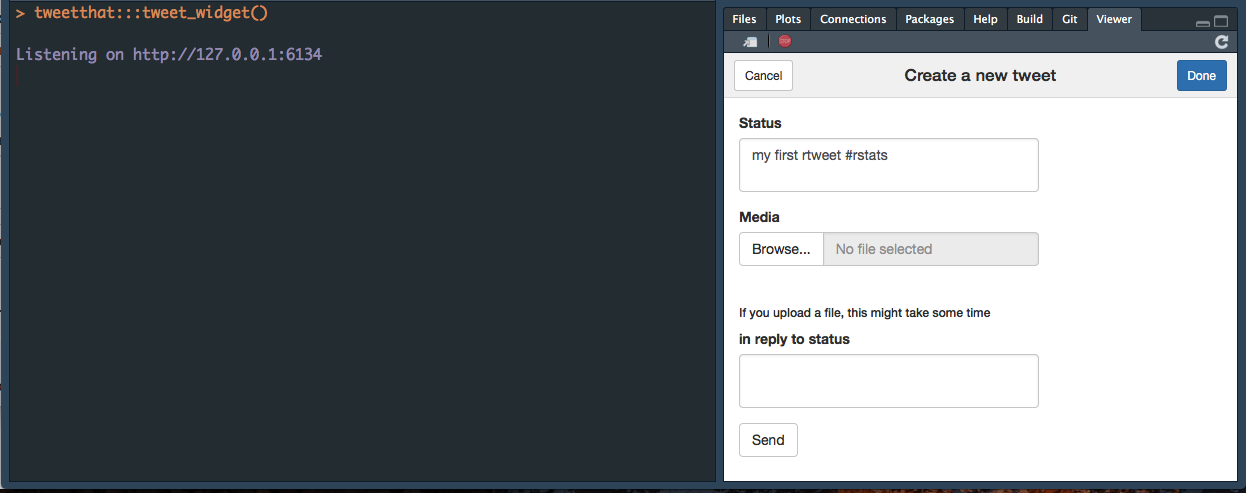 > tweetthat:::tweet_widget()
Listening on http://127.0.0.1:6134
Files Plots Connections Packages Help Build Git Viewer
STOP
Cancel Create a new tweet Done
Status
my first rtweet #rstats
Media
Browse... No file selected
If you upload a file, this might take some time
in reply to status
Send